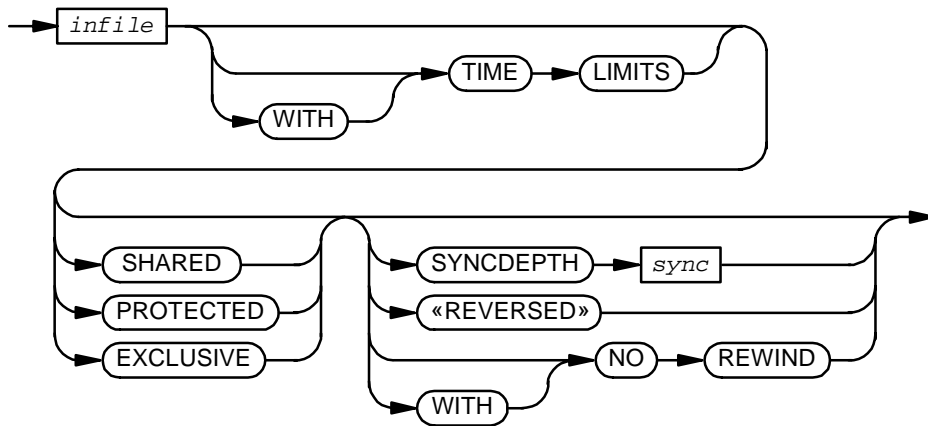 infile
TIME LIMITS
WITH
SHARED SYNCDEPTH sync
PROTECTED «REVERSED»
EXCLUSIVE NO REWIND
WITH